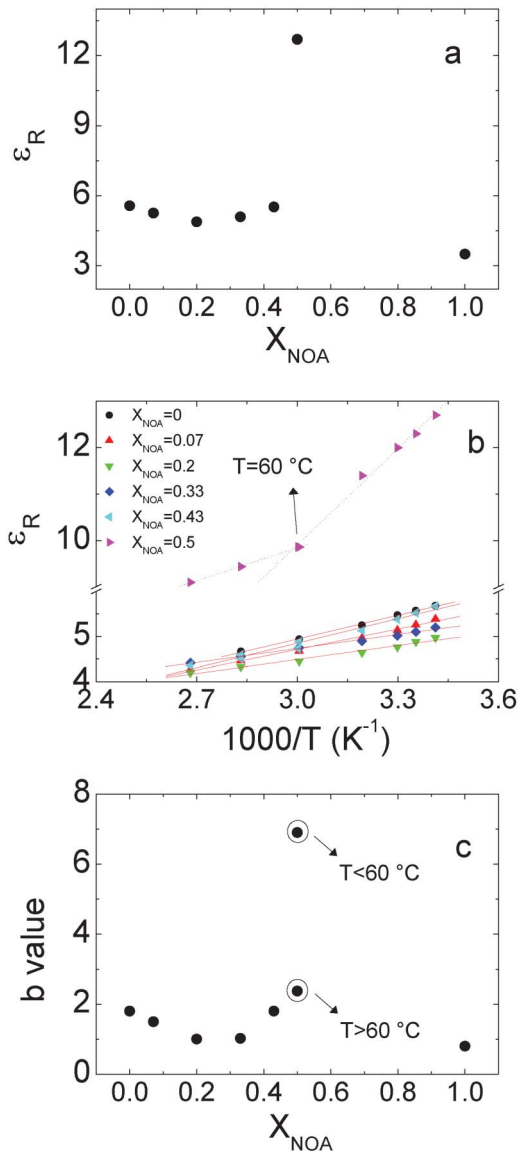 12
a
9
ε_R
6
3
0.0 0.2 0.4 0.6 0.8 1.0
X_NOA
X_NOA=0
b
X_NOA=0.07
12
X_NOA=0.2
T=60 °C
X_NOA=0.33
X_NOA=0.43
ε_R
X_NOA=0.5
10
5
4
2.4 2.7 3.0 3.3 3.6
1000/T (K⁻¹)
8
c
6
T<60 °C
b value
4
2
T>60 °C
0
0.0 0.2 0.4 0.6 0.8 1.0
X_NOA